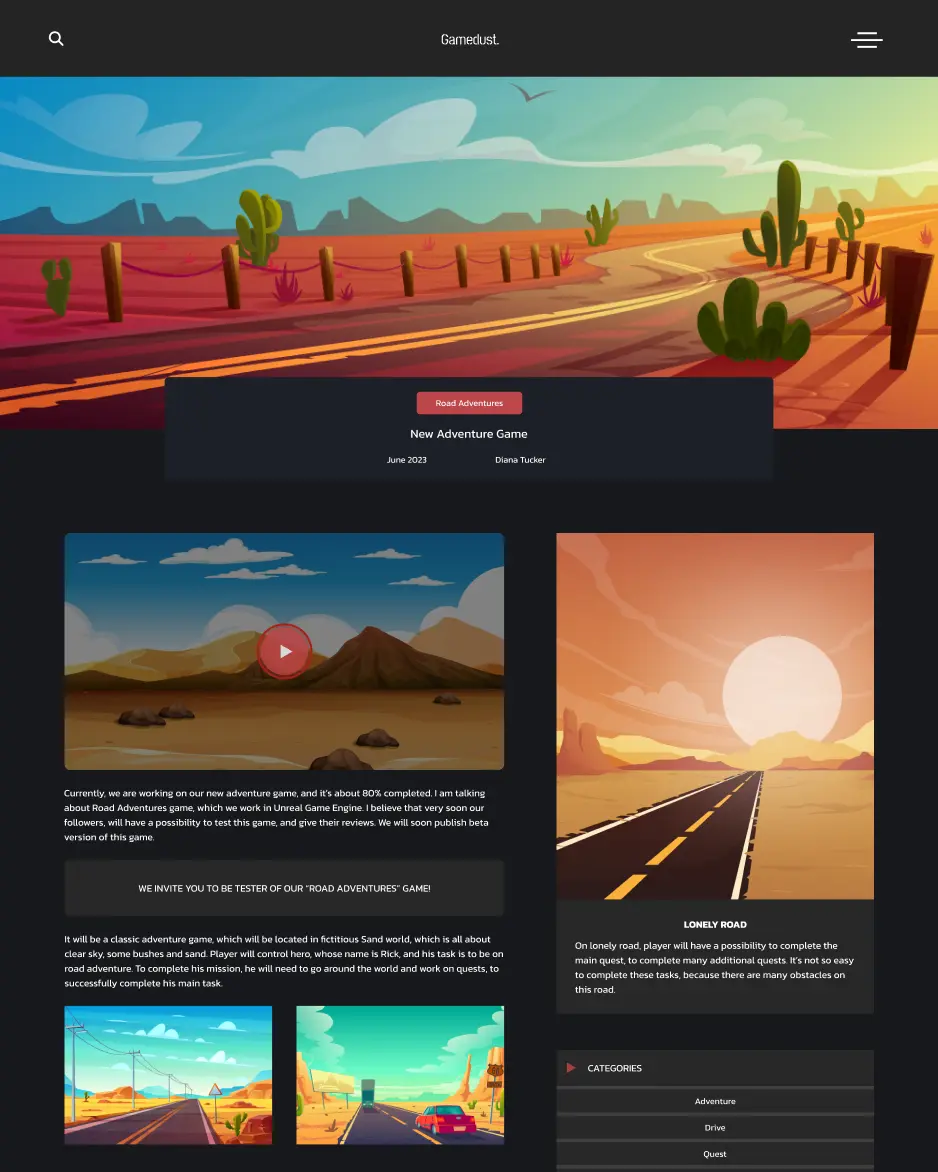 Gamedust.
Road Adventures
New Adventure Game
June 2023
Diana Tucker
Currently, we are working on our new adventure game, and it's about 80% completed. I am talking
about Road Adventures game, which we work in Unreal Game Engine. I believe that very soon our
followers, will have a possibility to test this game, and give their reviews. We will soon publish beta
version of this game.
WE INVITE YOU TO BE TESTER OF OUR "ROAD ADVENTURES" GAME!
It will be a classic adventure game, which will be located in fictitious Sand world, which is all about
clear sky, some bushes and sand. Player will control hero, whose name is Rick, and his task is to be on
road adventure. To complete his mission, he will need to go around the world and work on quests, to
successfully complete his main task.
LONELY ROAD
On lonely road, player will have a possibility to complete the
main quest, to complete many additional quests. It's not so easy
to complete these tasks, because there are many obstacles on
this road.
CATEGORIES
Adventure
Drive
Quest